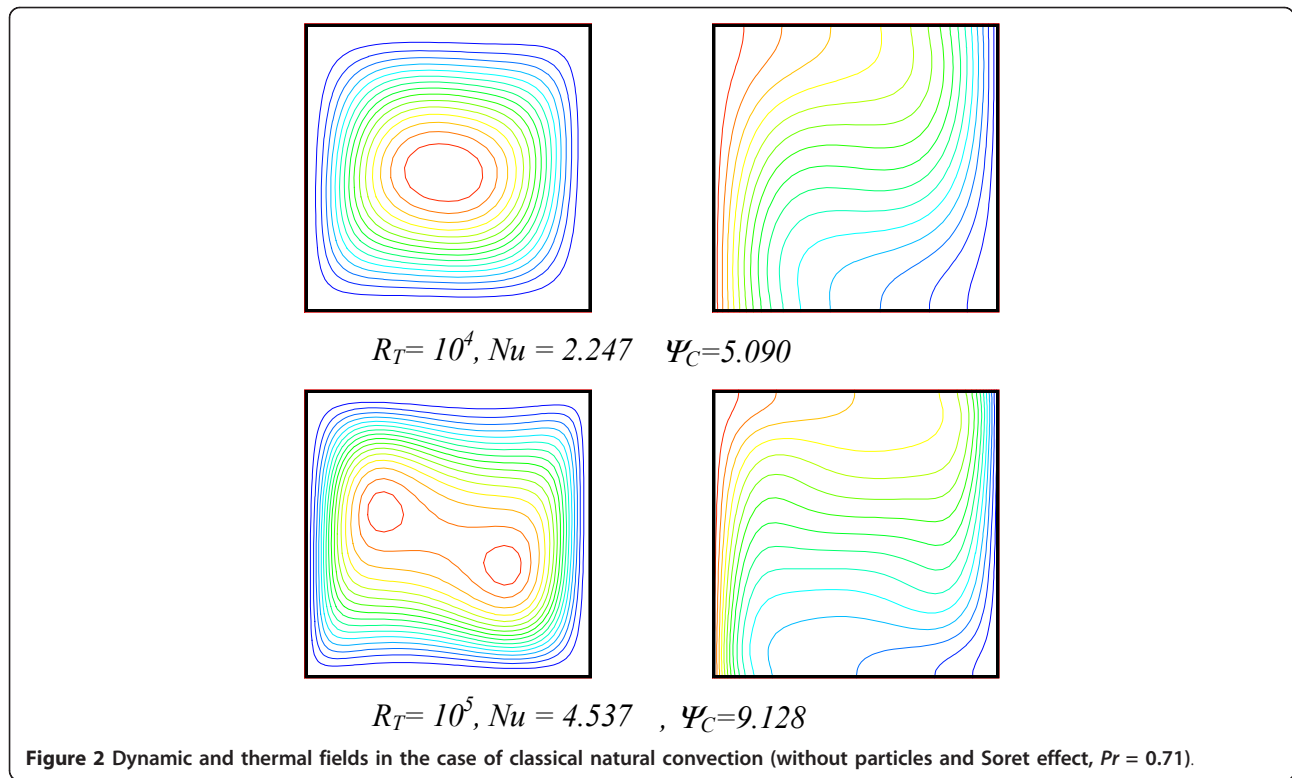 R_T= 10^4, Nu = 2.247 Ψ_C=5.090
R_T= 10^5, Nu = 4.537 , Ψ_C=9.128
Figure 2 Dynamic and thermal fields in the case of classical natural convection (without particles and Soret effect, Pr = 0.71).